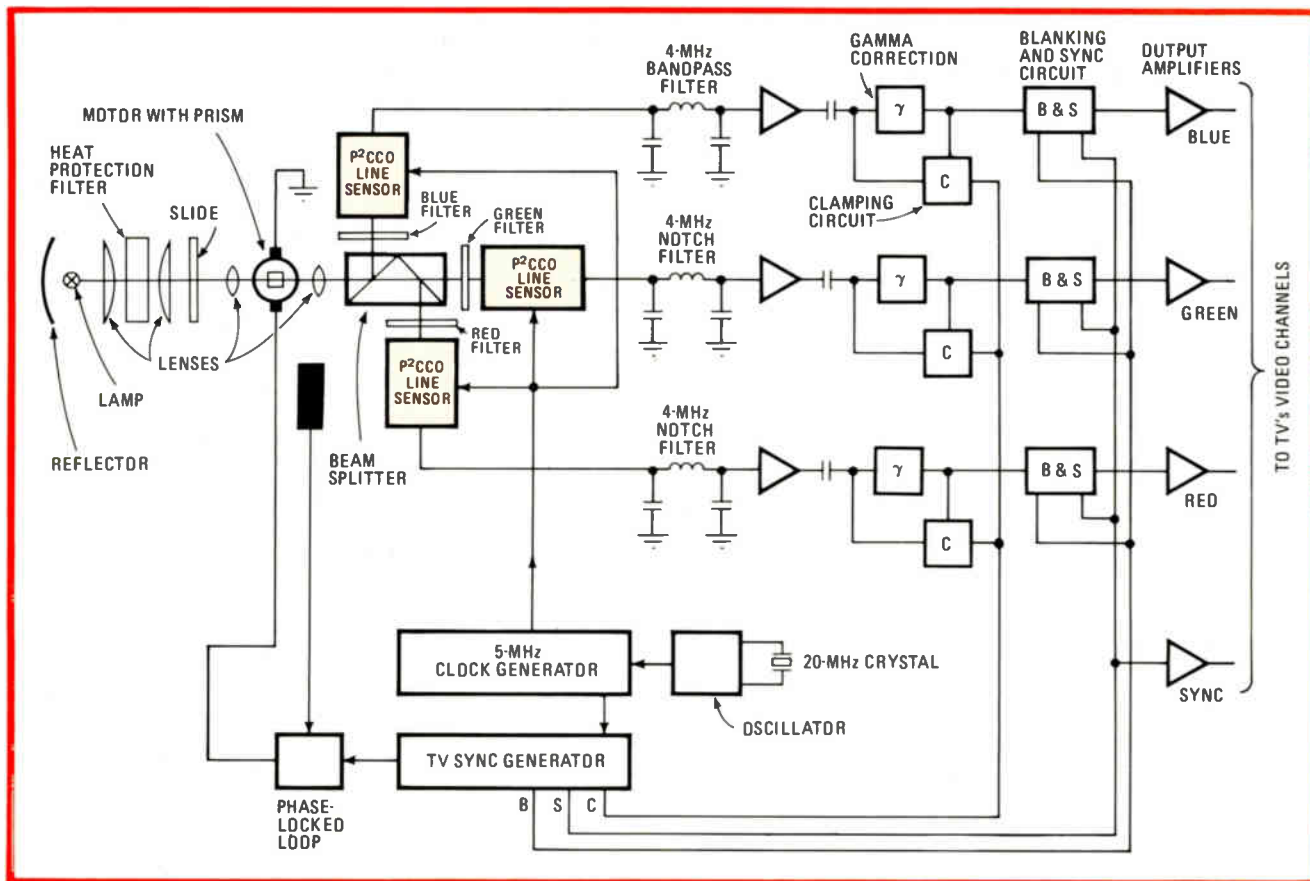 4-MHz
BANDPASS
FILTER
GAMMA
CORRECTION
BLANKING
AND SYNC
CIRCUIT
OUTPUT
AMPLIFIERS
MOTOR WITH PRISM
HEAT
PROTECTION
FILTER
SLIDE
P²CCO
LINE
SENSOR
BLUE FILTER
GREEN
FILTER
γ
B & S
BLUE
C
CLAMPING
CIRCUIT
4-MHz
NOTCH
FILTER
P²CCO
LINE
SENSOR
γ
B & S
GREEN
C
RED
FILTER
P²CCO
LINE
SENSOR
LENSES
LAMP
REFLECTOR
BEAM
SPLITTER
4-MHz
NOTCH
FILTER
γ
B & S
RED
C
TO TV's VIDEO CHANNELS
5-MHz
CLOCK GENERATOR
20-MHz CRYSTAL
OSCILLATOR
SYNC
TV SYNC GENERATOR
B S C
PHASE-
LOCKED
LOOP